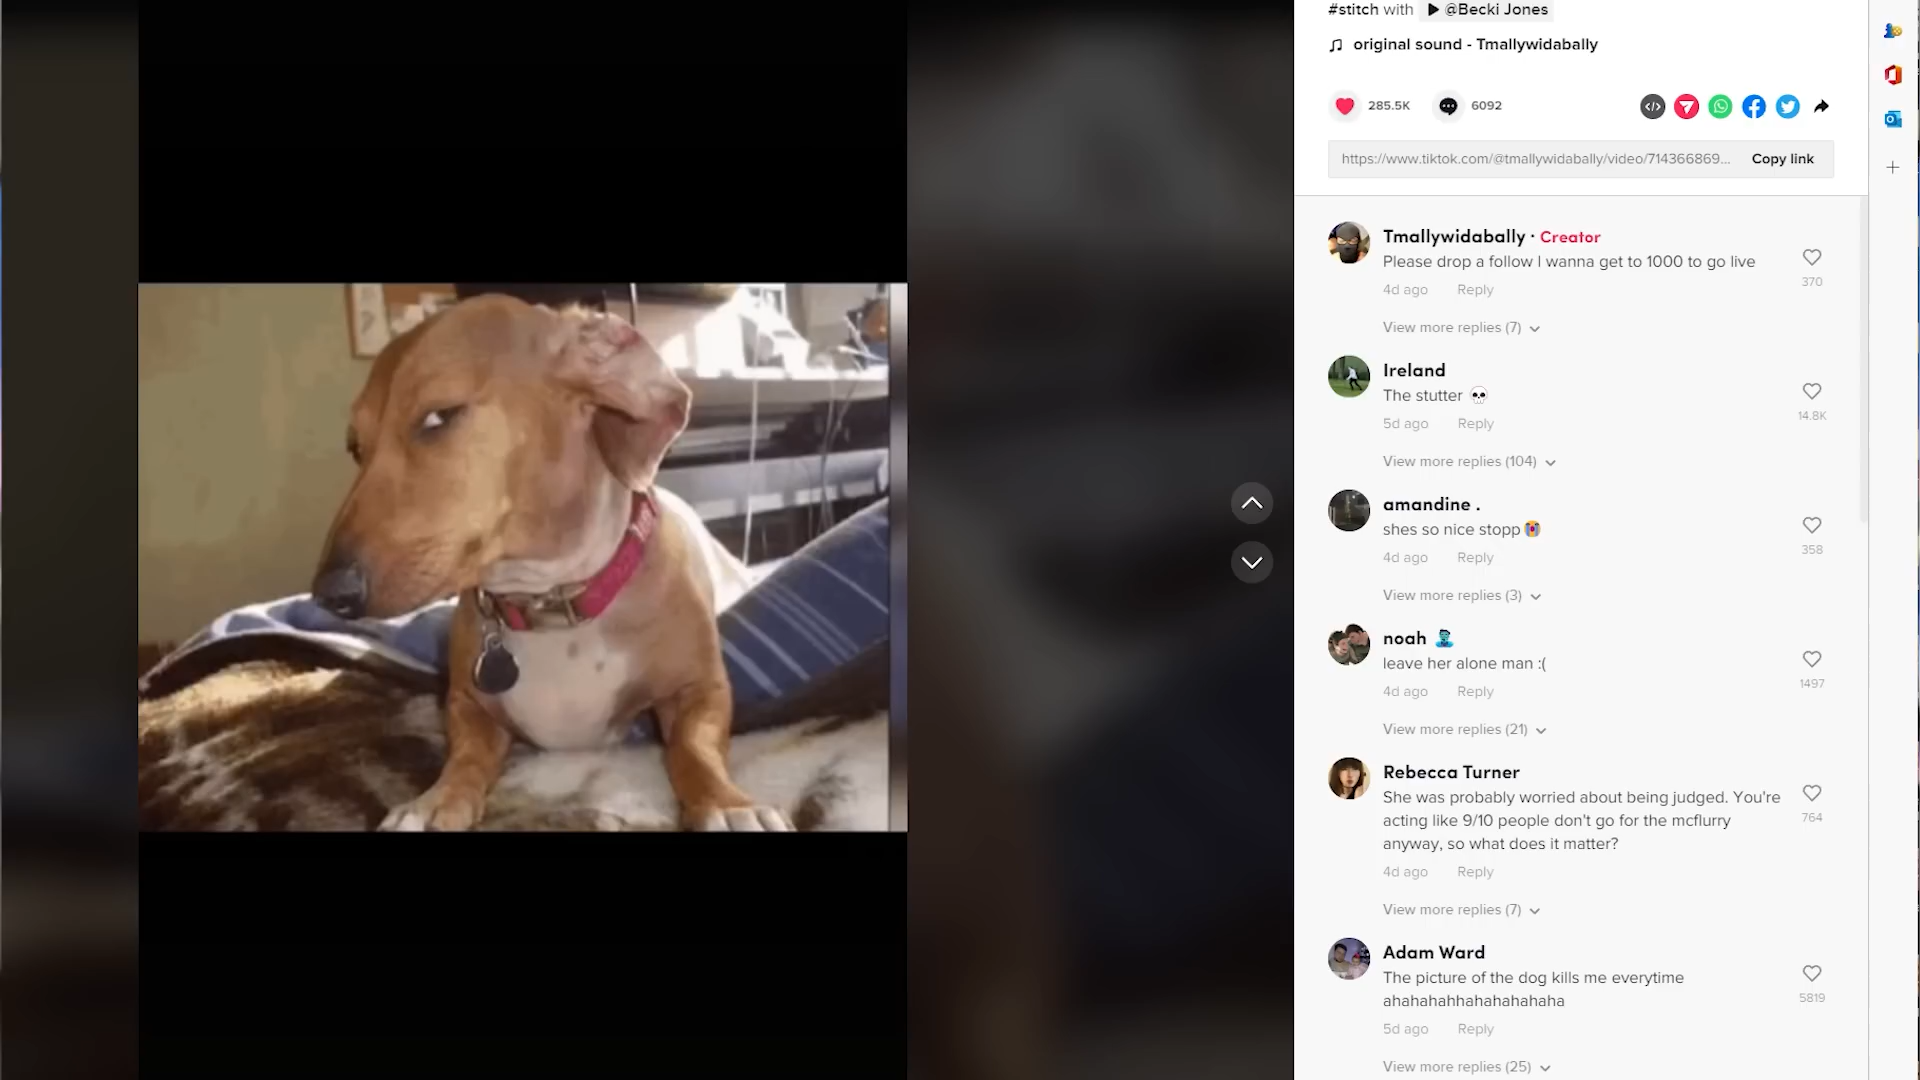 #stitch with ▶ @Becki Jones
♫ original sound - Tmallywidabally
285.5K 6092
https://www.tiktok.com/@tmallywidabally/video/714366869... Copy link
Tmallywidabally · Creator
Please drop a follow I wanna get to 1000 to go live
370
4d ago Reply
View more replies (7)
Ireland
The stutter 💀
14.8K
5d ago Reply
View more replies (104)
amandine .
shes so nice stopp😭
358
4d ago Reply
View more replies (3)
noah 🧞‍♂️
leave her alone man :(
1497
4d ago Reply
View more replies (21)
Rebecca Turner
She was probably worried about being judged. You're
acting like 9/10 people don't go for the mcflurry
764
anyway, so what does it matter?
4d ago Reply
View more replies (7)
Adam Ward
The picture of the dog kills me everytime
ahahahahhahahahahaha
5819
5d ago Reply
View more replies (25)